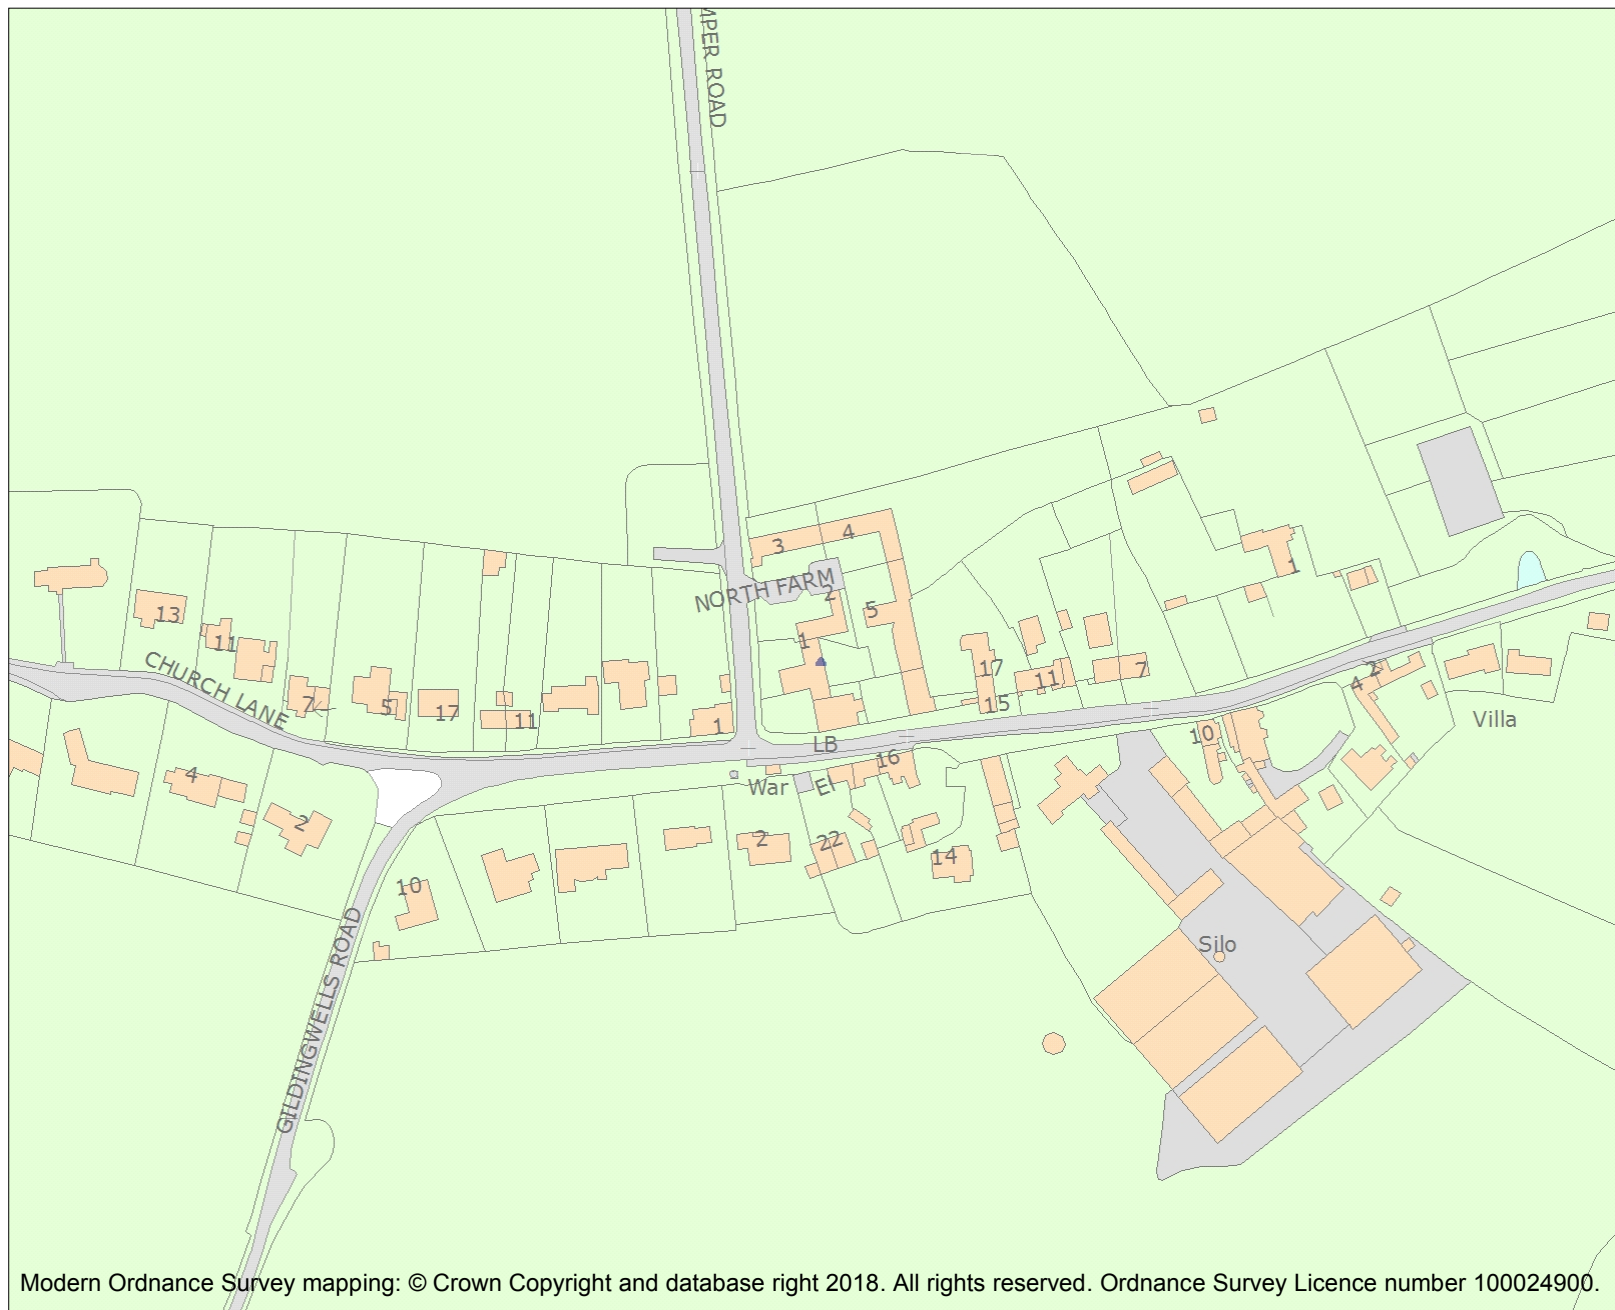 MPER ROAD
3
4
NORTH FARM
2
5
1
1
13
11
CHURCH LANE
7
5
17
11
1
17
11
7
15
2
4
Villa
LB
10
16
War
El
4
2
2
22
14
10
GILDINGWELLS ROAD
Silo
Modern Ordnance Survey mapping: © Crown Copyright and database right 2018. All rights reserved. Ordnance Survey Licence number 100024900.